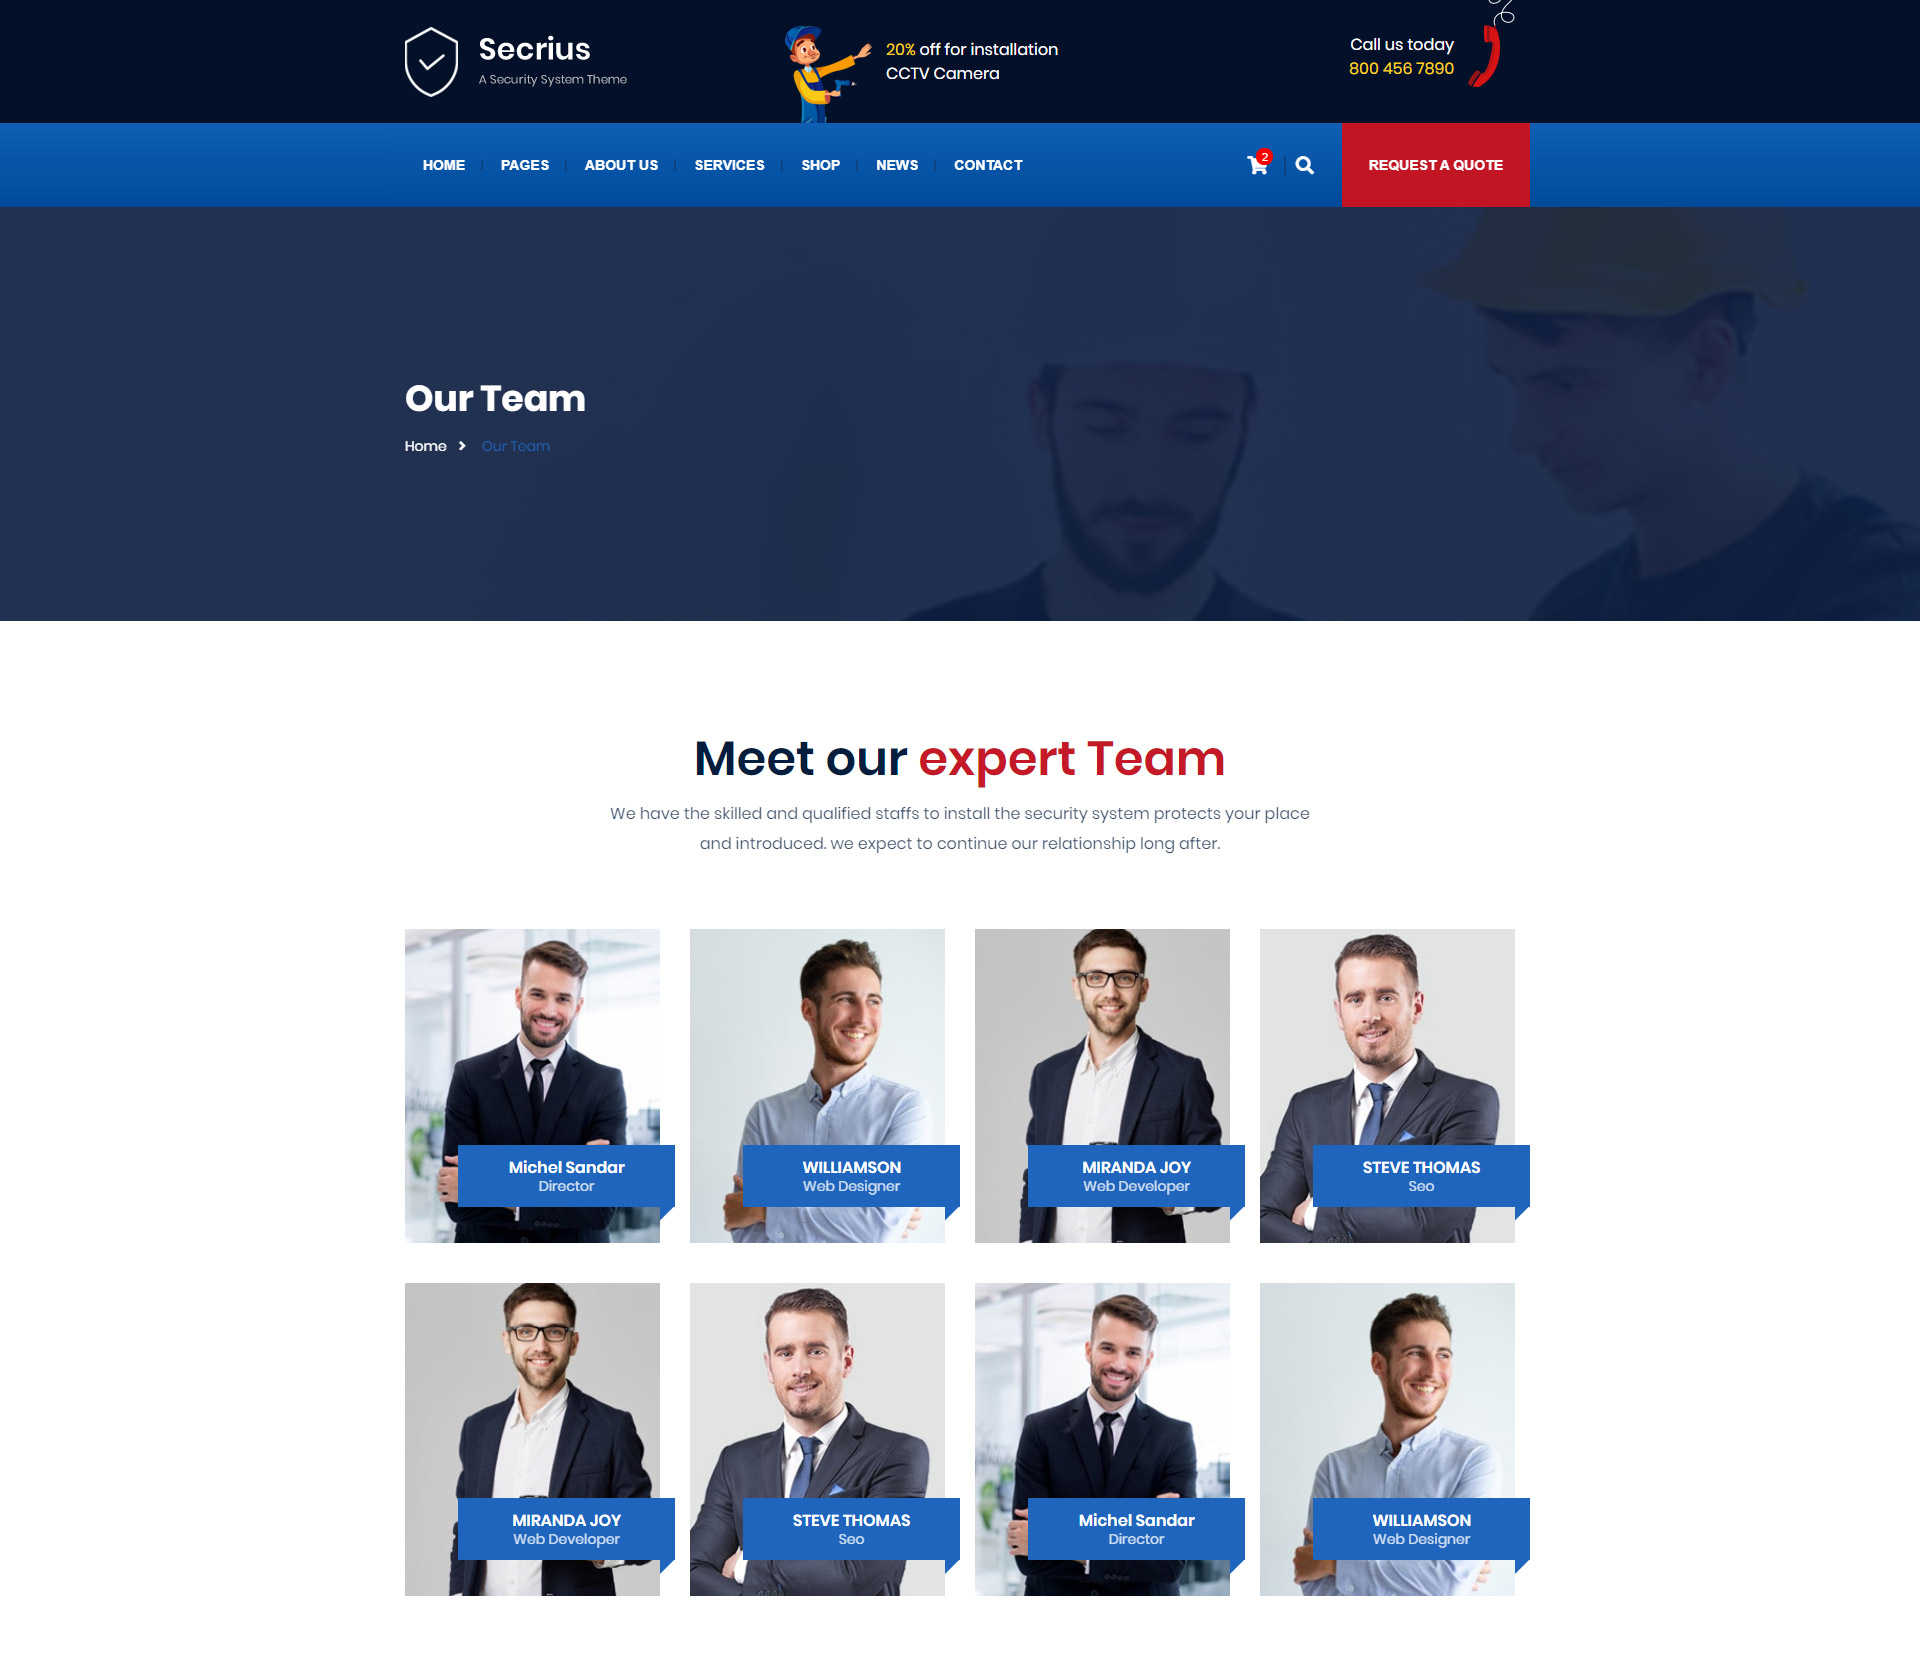 Secrius
A Security System Theme
20% off for installation
CCTV Camera
Call us today
800 456 7890
HOME
PAGES
ABOUT US
SERVICES
SHOP
NEWS
CONTACT
2
REQUEST A QUOTE
Our Team
Home
Our Team
Meet our expert Team
We have the skilled and qualified staffs to install the security system protects your place
and introduced. we expect to continue our relationship long after.
Michel Sandar
Director
WILLIAMSON
Web Designer
MIRANDA JOY
Web Developer
STEVE THOMAS
Seo
MIRANDA JOY
Web Developer
STEVE THOMAS
Seo
Michel Sandar
Director
WILLIAMSON
Web Designer